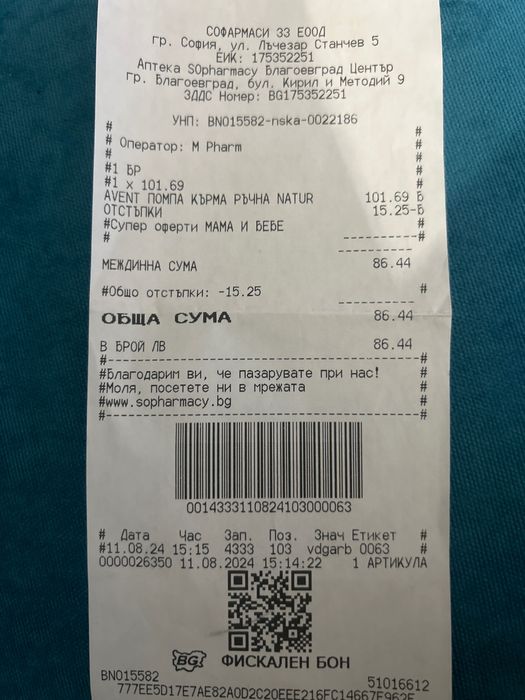 СОФАРМАСИ 33 ЕООД
гр. София, ул. Лъчезар Станчев 5
ЕИК: 175352251
Аптека SOpharmacy Благоевград Център
гр. Благоевград, бул. Кирил и Методий 9
ЗДДС Номер: BG175352251
УНП: BN015582-nska-0022186
# #
# Оператор: M Pharm #
# #
#1 БР #
#1 x 101.69 #
AVENT ПОМПА КЪРМА РЪЧНА NATUR 101.69 Б
ОТСТЪПКИ 15.25-Б
#Супер оферти МАМА И БЕБЕ #
# -----------#
----------
МЕЖДИННА СУМА 86.44
#Общо отстъпки: -15.25 #
----------
ОБЩА СУМА 86.44
В БРОЙ ЛВ 86.44
#--------------------------------------#
#Благодарим ви, че пазарувате при нас! #
#Моля, посетете ни в мрежата #
#www.sopharmacy.bg #
#--------------------------------------#
0014333110824103000063
# Дата Час Зап. Поз. Знач Етикет #
#11.08.24 15:15 4333 103 vdgarb 0063 #
0000026350 11.08.2024 15:14:22 1 АРТИКУЛА
BG ФИСКАЛЕН БОН
BN015582 51016612
777EE5D17E7AE82A0D2C20EEE216FC14667E962E